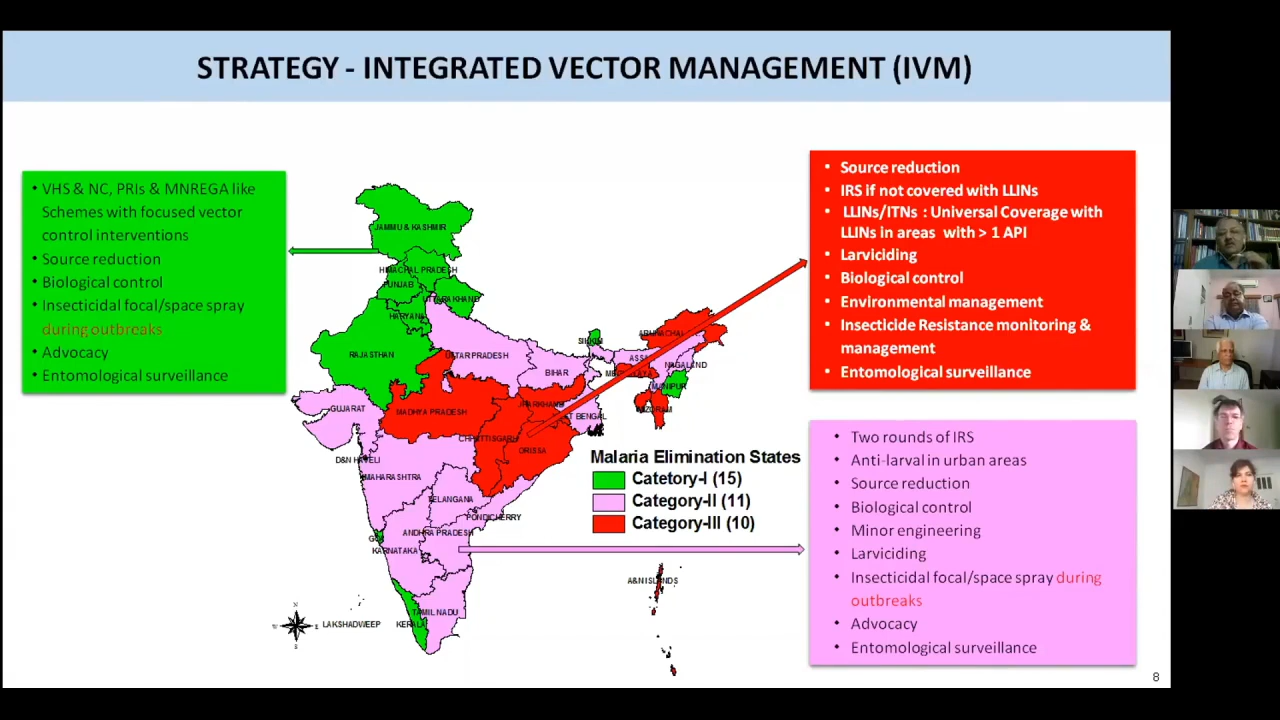 STRATEGY - INTEGRATED VECTOR MANAGEMENT (IVM)
• VHS & NC, PRIs & MNREGA like
Schemes with focused vector
control interventions
• Source reduction
• Biological control
• Insecticidal focal/space spray
during outbreaks
• Advocacy
• Entomological surveillance
JAMMU & KASHMIR
HIMACHAL PRADESH
PUNJAB
UTTARAKHAND
HARYANA
RAJASTHAN
UTTAR PRADESH
BIHAR
SIKKIM
NAGALAND
MANIPUR
MIZORAM
GUJARAT
MADHYA PRADESH
JHARKHAND
CHHATTISGARH
ORISSA
D&N HAVELI
MAHARASHTRA
TELANGANA
PONDICHERRY
ANDHRA PRADESH
KARNATAKA
TAMIL NADU
KERALA
LAKSHADWEEP
A&N ISLANDS
N
Malaria Elimination States
Catetory-I (15)
Category-II (11)
Category-III (10)
• Source reduction
• IRS if not covered with LLINs
• LLINs/ITNs : Universal Coverage with
LLINs in areas with > 1 API
• Larviciding
• Biological control
• Environmental management
• Insecticide Resistance monitoring &
management
• Entomological surveillance
• Two rounds of IRS
• Anti-larval in urban areas
• Source reduction
• Biological control
• Minor engineering
• Larviciding
• Insecticidal focal/space spray during
outbreaks
• Advocacy
• Entomological surveillance
8